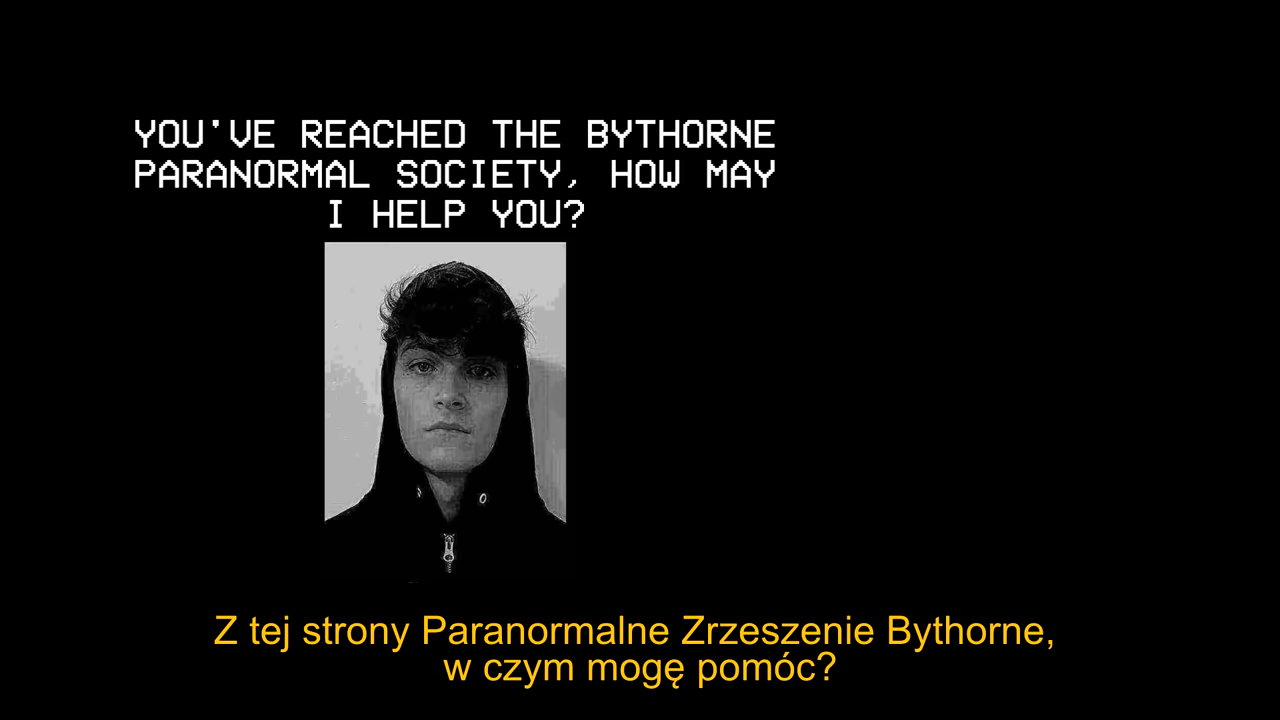 YOU'VE REACHED THE BYTHORNE
PARANORMAL SOCIETY, HOW MAY
I HELP YOU?
Z tej strony Paranormalne Zrzeszenie Bythorne,
w czym mogę pomóc?